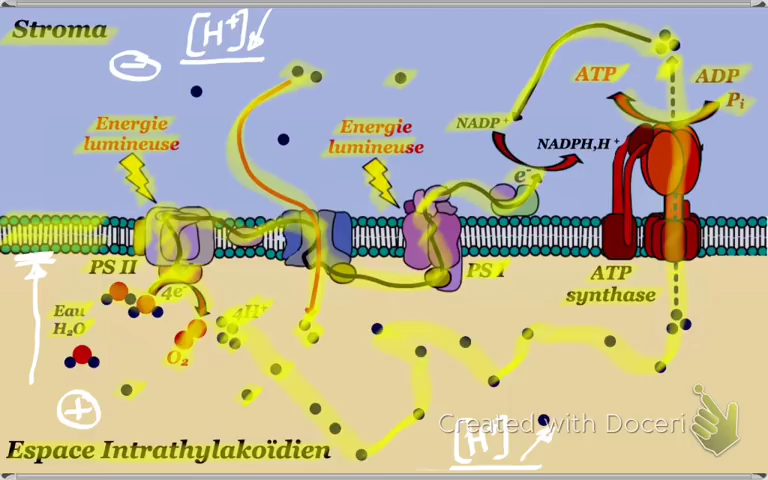 Stroma
[H⁺]
Energie
lumineuse
Energie
lumineuse
ATP
ADP
Pi
NADP⁺
NADPH,H⁺
e⁻
PS II
PS I
ATP
synthase
4e⁻
Eau
H₂O
O₂
4H⁺
Espace Intrathylakoïdien
[H⁺]
Created with Doceri